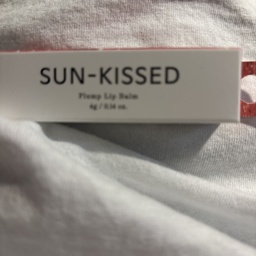 SUN-KISSED
Plump Lip Balm
4g / 0.14 oz.